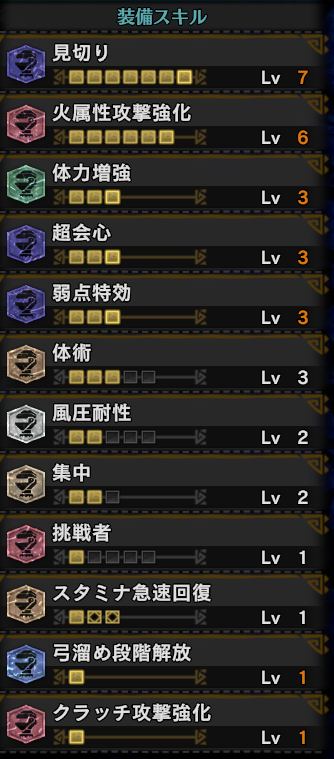 装備スキル
見切り
Lv 7
火属性攻撃強化
Lv 6
体力増強
Lv 3
超会心
Lv 3
弱点特効
Lv 3
体術
Lv 3
風圧耐性
Lv 2
集中
Lv 2
挑戦者
Lv 1
スタミナ急速回復
Lv 1
弓溜め段階解放
Lv 1
クラッチ攻撃強化
Lv 1